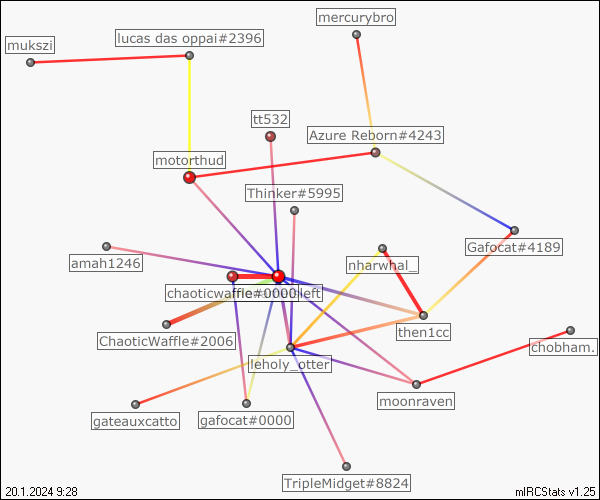 mercurybro
lucas das oppai#2396
mukszi
tt532
Azure Reborn#4243
motorthud
Thinker#5995
Gafocat#4189
amah1246
nharwhal_
chaoticwaffle#0000
left
then1cc
ChaoticWaffle#2006
chobham.
leholy_otter
moonraven
gateauxcatto
gafocat#0000
TripleMidget#8824
20.1.2024 9:28
mIRCStats v1.25